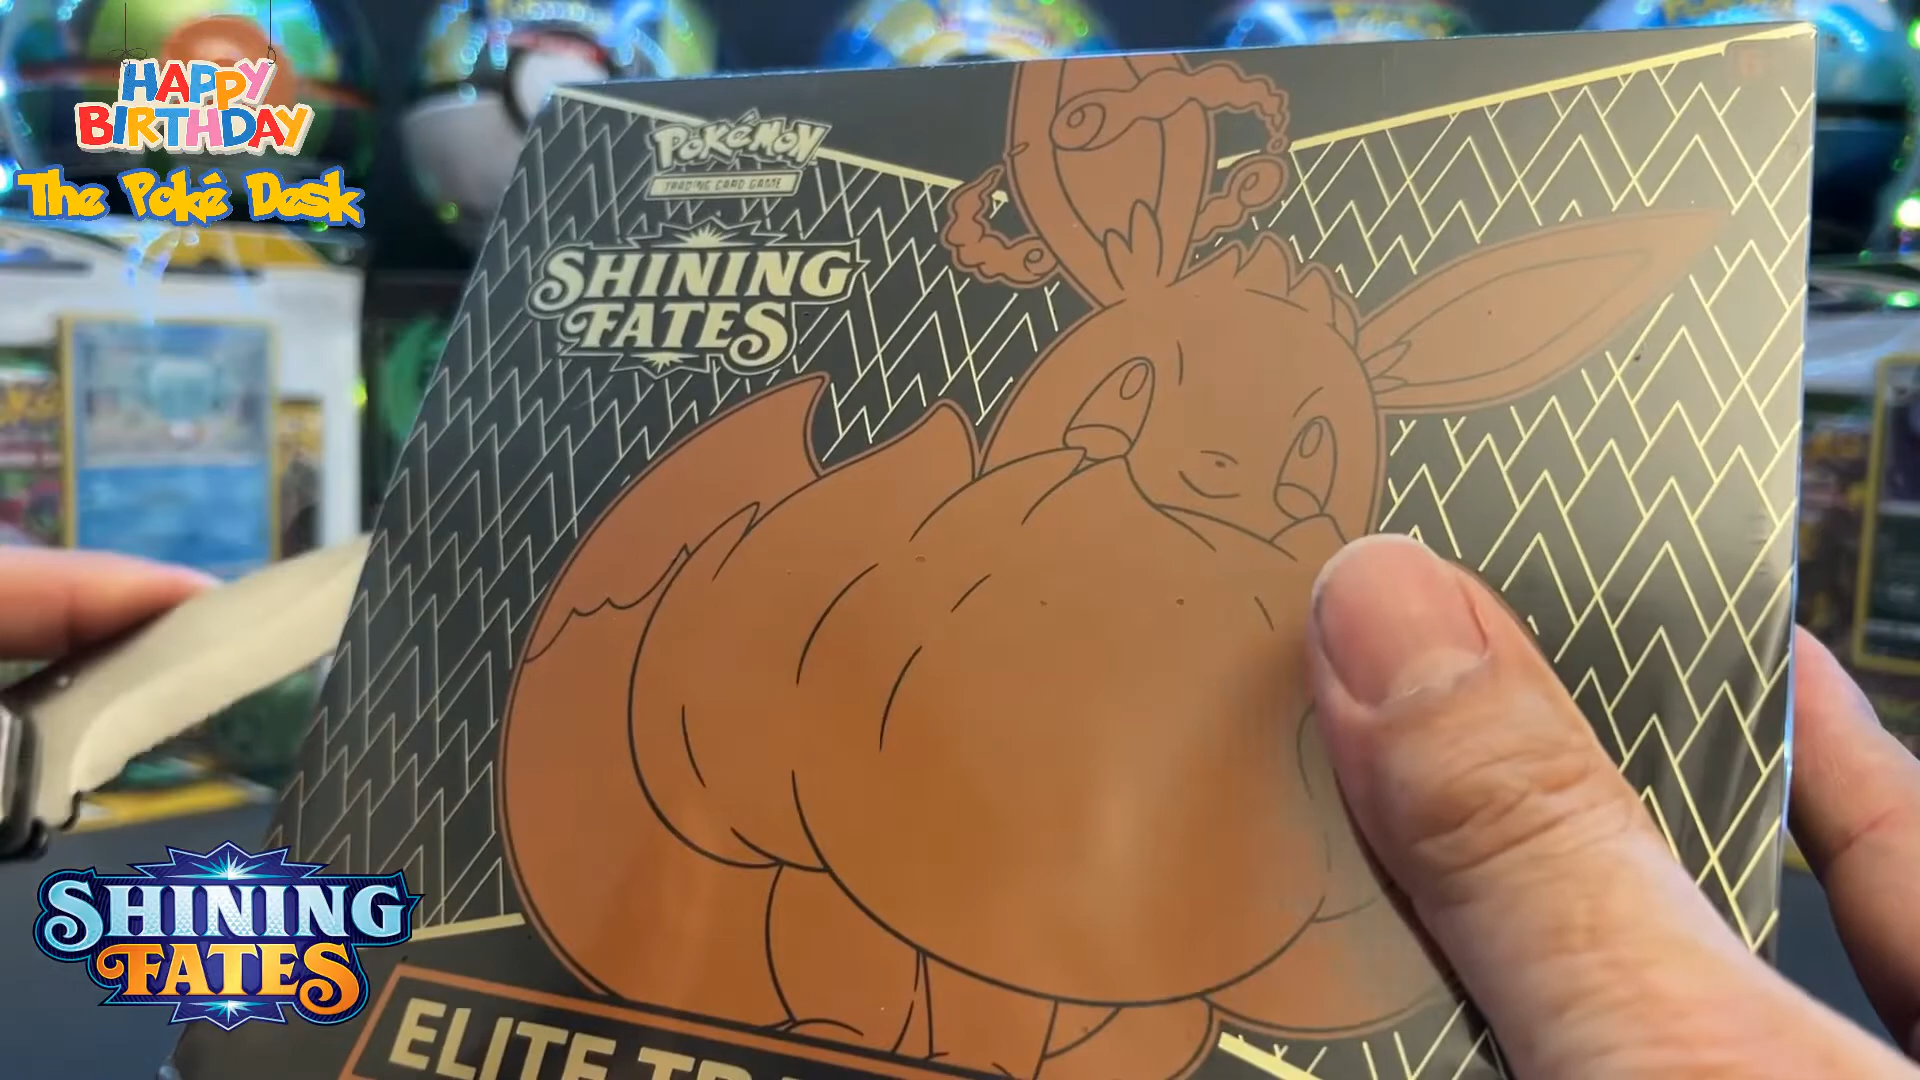 HAPPY
BIRTHDAY
The Poké Desk
POKÉMON
TRADING CARD GAME
SHINING
FATES
SHINING
FATES
ELITE